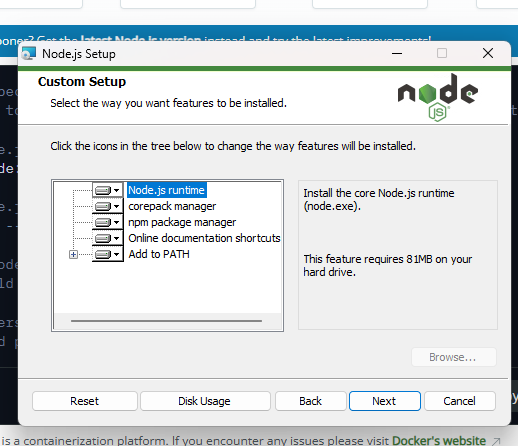 ooner? Get the latest Node.js version instead and try the latest improvements!
Node.js Setup
Custom Setup
Select the way you want features to be installed.
node
JS
Click the icons in the tree below to change the way features will be installed.
Node.js runtime
corepack manager
npm package manager
Online documentation shortcuts
Add to PATH
Install the core Node.js runtime
(node.exe).
This feature requires 81MB on your
hard drive.
Browse...
Reset
Disk Usage
Back
Next
Cancel
is a containerization platform. If you encounter any issues please visit Docker's website